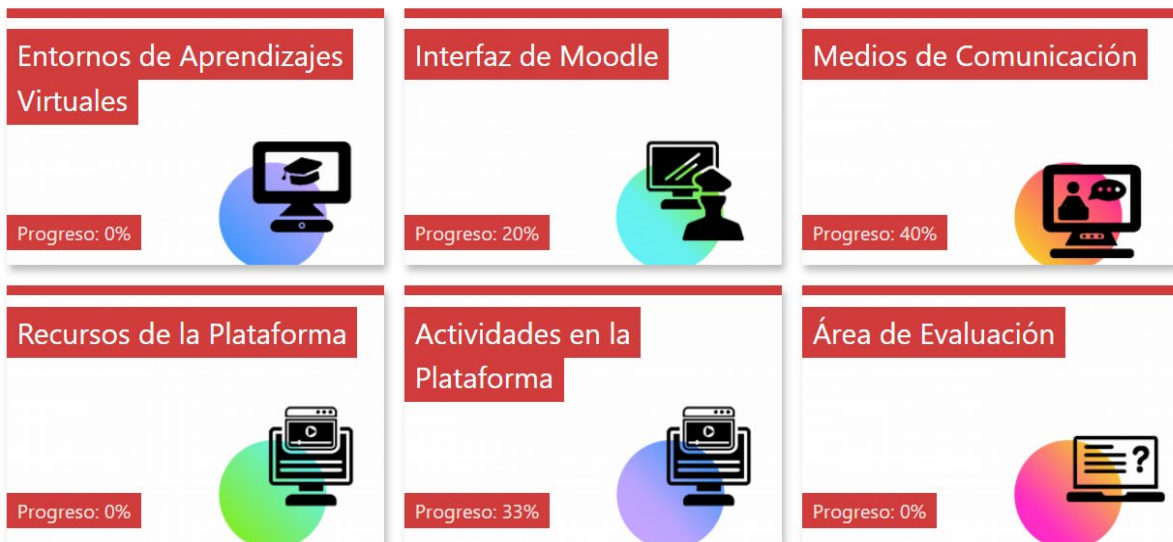 Entornos de Aprendizajes
Virtuales
Progreso: 0%
Interfaz de Moodle
Progreso: 20%
Medios de Comunicación
Progreso: 40%
Recursos de la Plataforma
Progreso: 0%
Actividades en la
Plataforma
Progreso: 33%
Área de Evaluación
?
Progreso: 0%